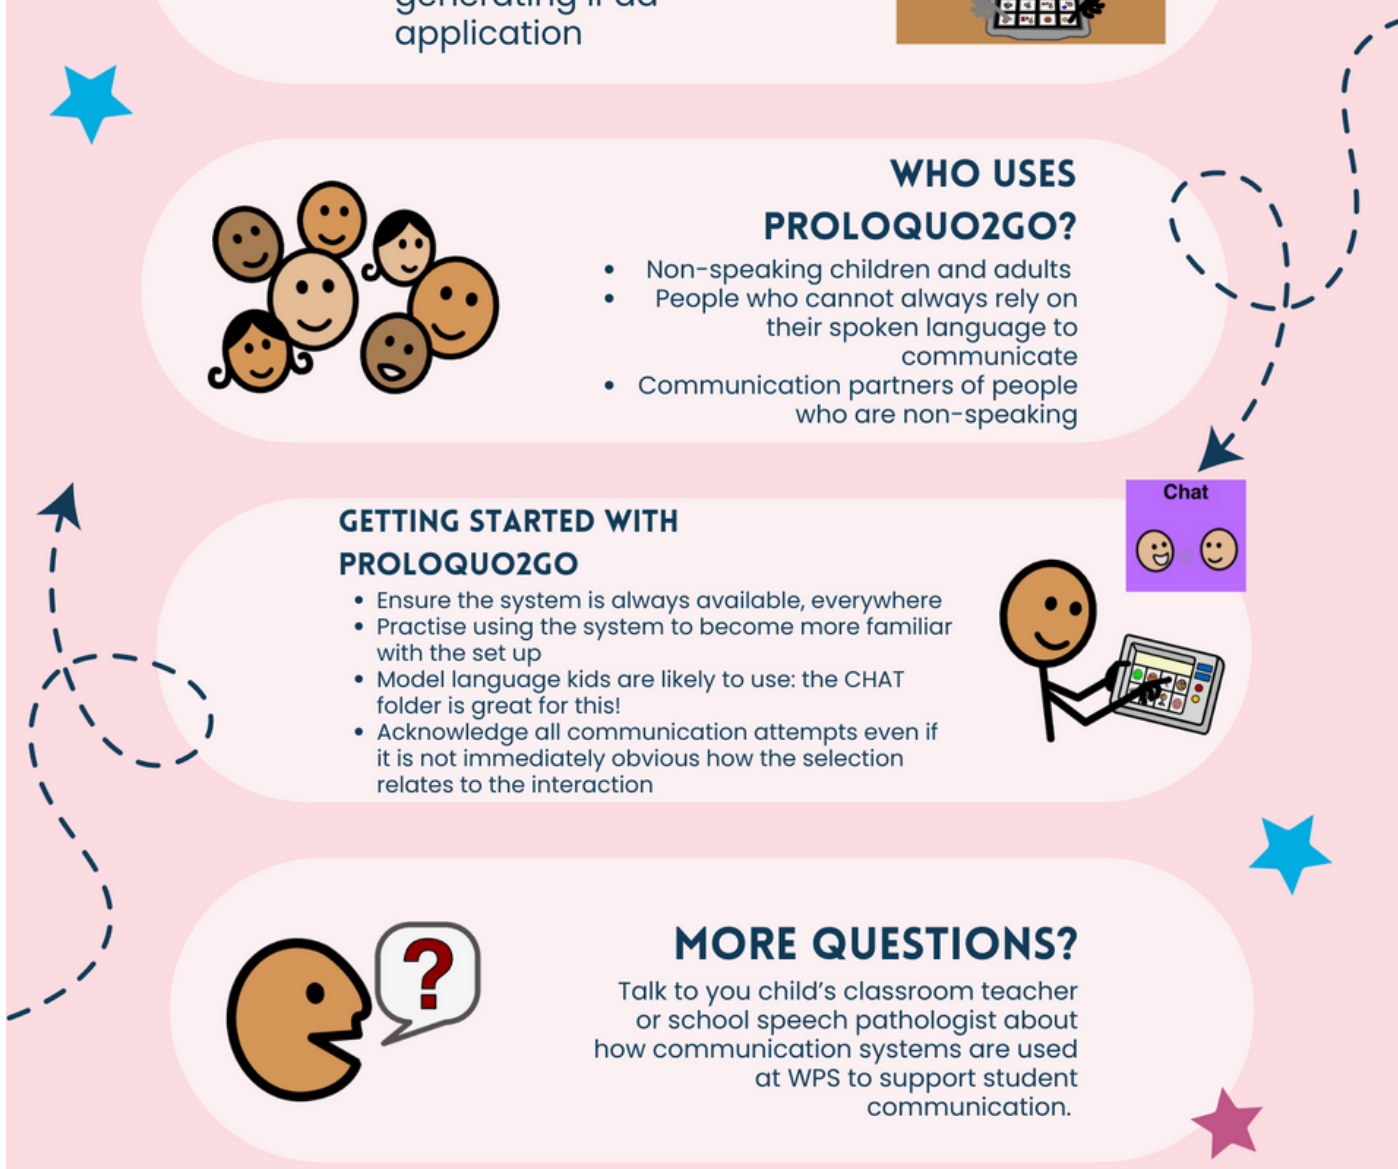 application
WHO USES
PROLOQUO2GO?
• Non-speaking children and adults
• People who cannot always rely on
their spoken language to
communicate
• Communication partners of people
who are non-speaking
Chat
GETTING STARTED WITH
PROLOQUO2GO
• Ensure the system is always available, everywhere
• Practise using the system to become more familiar
with the set up
• Model language kids are likely to use: the CHAT
folder is great for this!
• Acknowledge all communication attempts even if
it is not immediately obvious how the selection
relates to the interaction
?
MORE QUESTIONS?
Talk to you child's classroom teacher
or school speech pathologist about
how communication systems are used
at WPS to support student
communication.